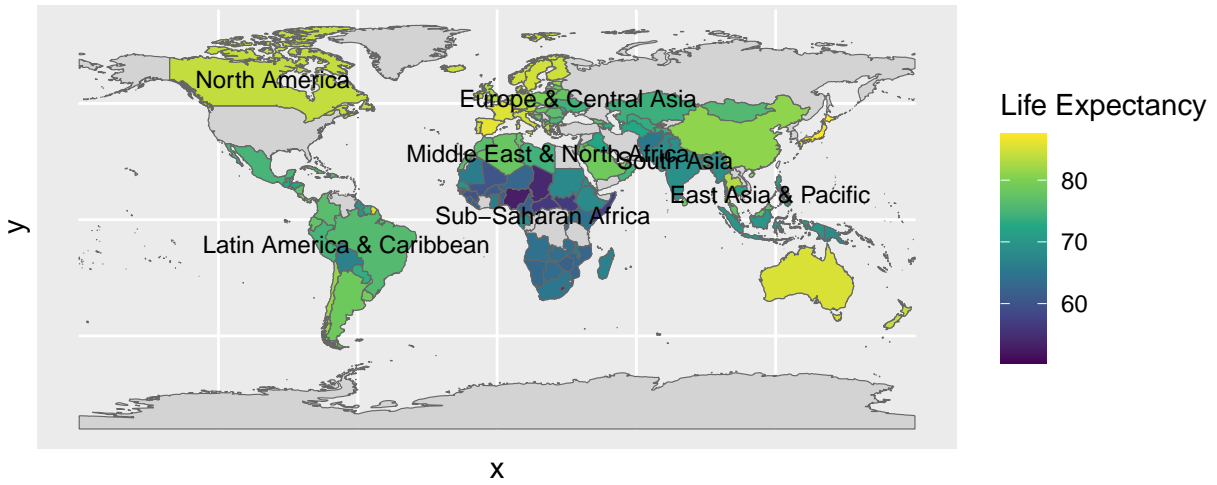 North America
Europe & Central Asia
Middle East & North Africa
South Asia
East Asia & Pacific
Sub−Saharan Africa
Latin America & Caribbean
y
x
Life Expectancy
80
70
60